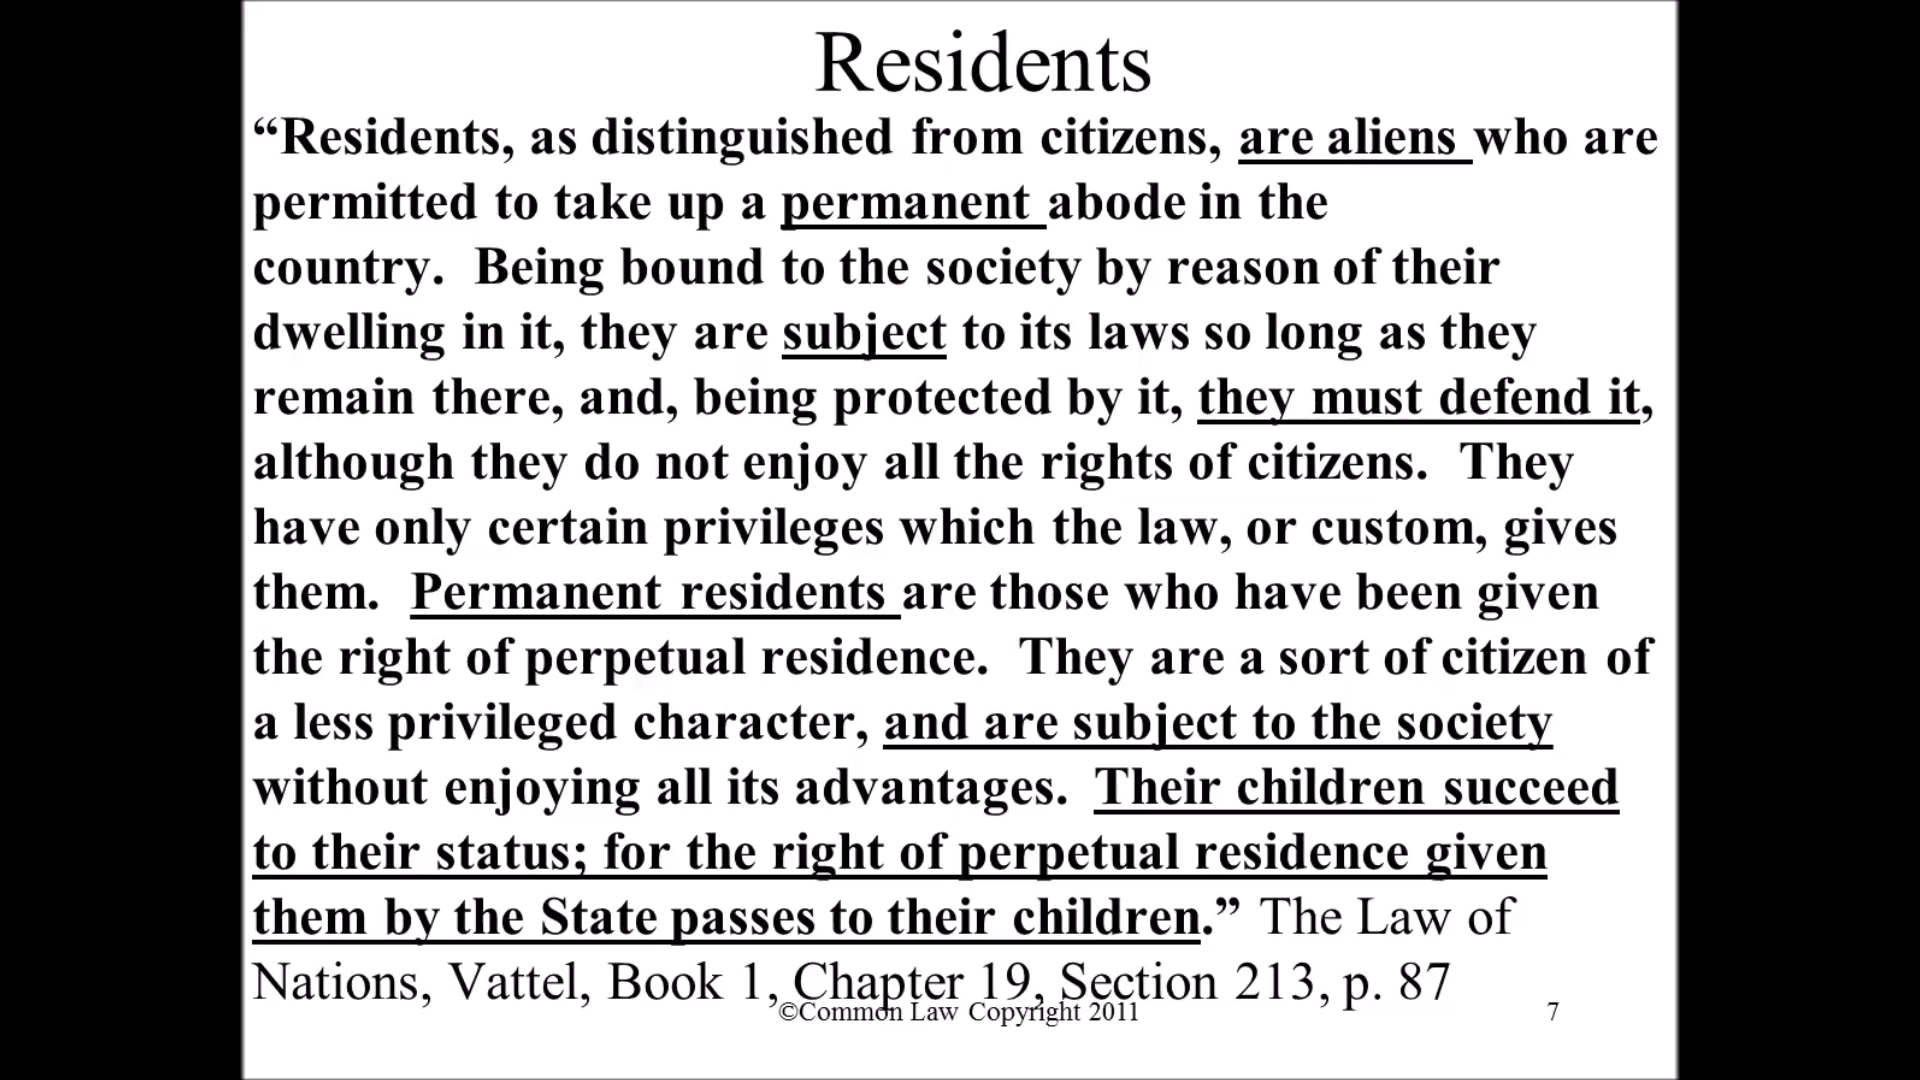 Residents
“Residents, as distinguished from citizens, are aliens who are
permitted to take up a permanent abode in the
country.  Being bound to the society by reason of their
dwelling in it, they are subject to its laws so long as they
remain there, and, being protected by it, they must defend it,
although they do not enjoy all the rights of citizens.  They
have only certain privileges which the law, or custom, gives
them.  Permanent residents are those who have been given
the right of perpetual residence.  They are a sort of citizen of
a less privileged character, and are subject to the society
without enjoying all its advantages.  Their children succeed
to their status; for the right of perpetual residence given
them by the State passes to their children.” The Law of
Nations, Vattel, Book 1, Chapter 19, Section 213, p. 87
©Common Law Copyright 2011 7